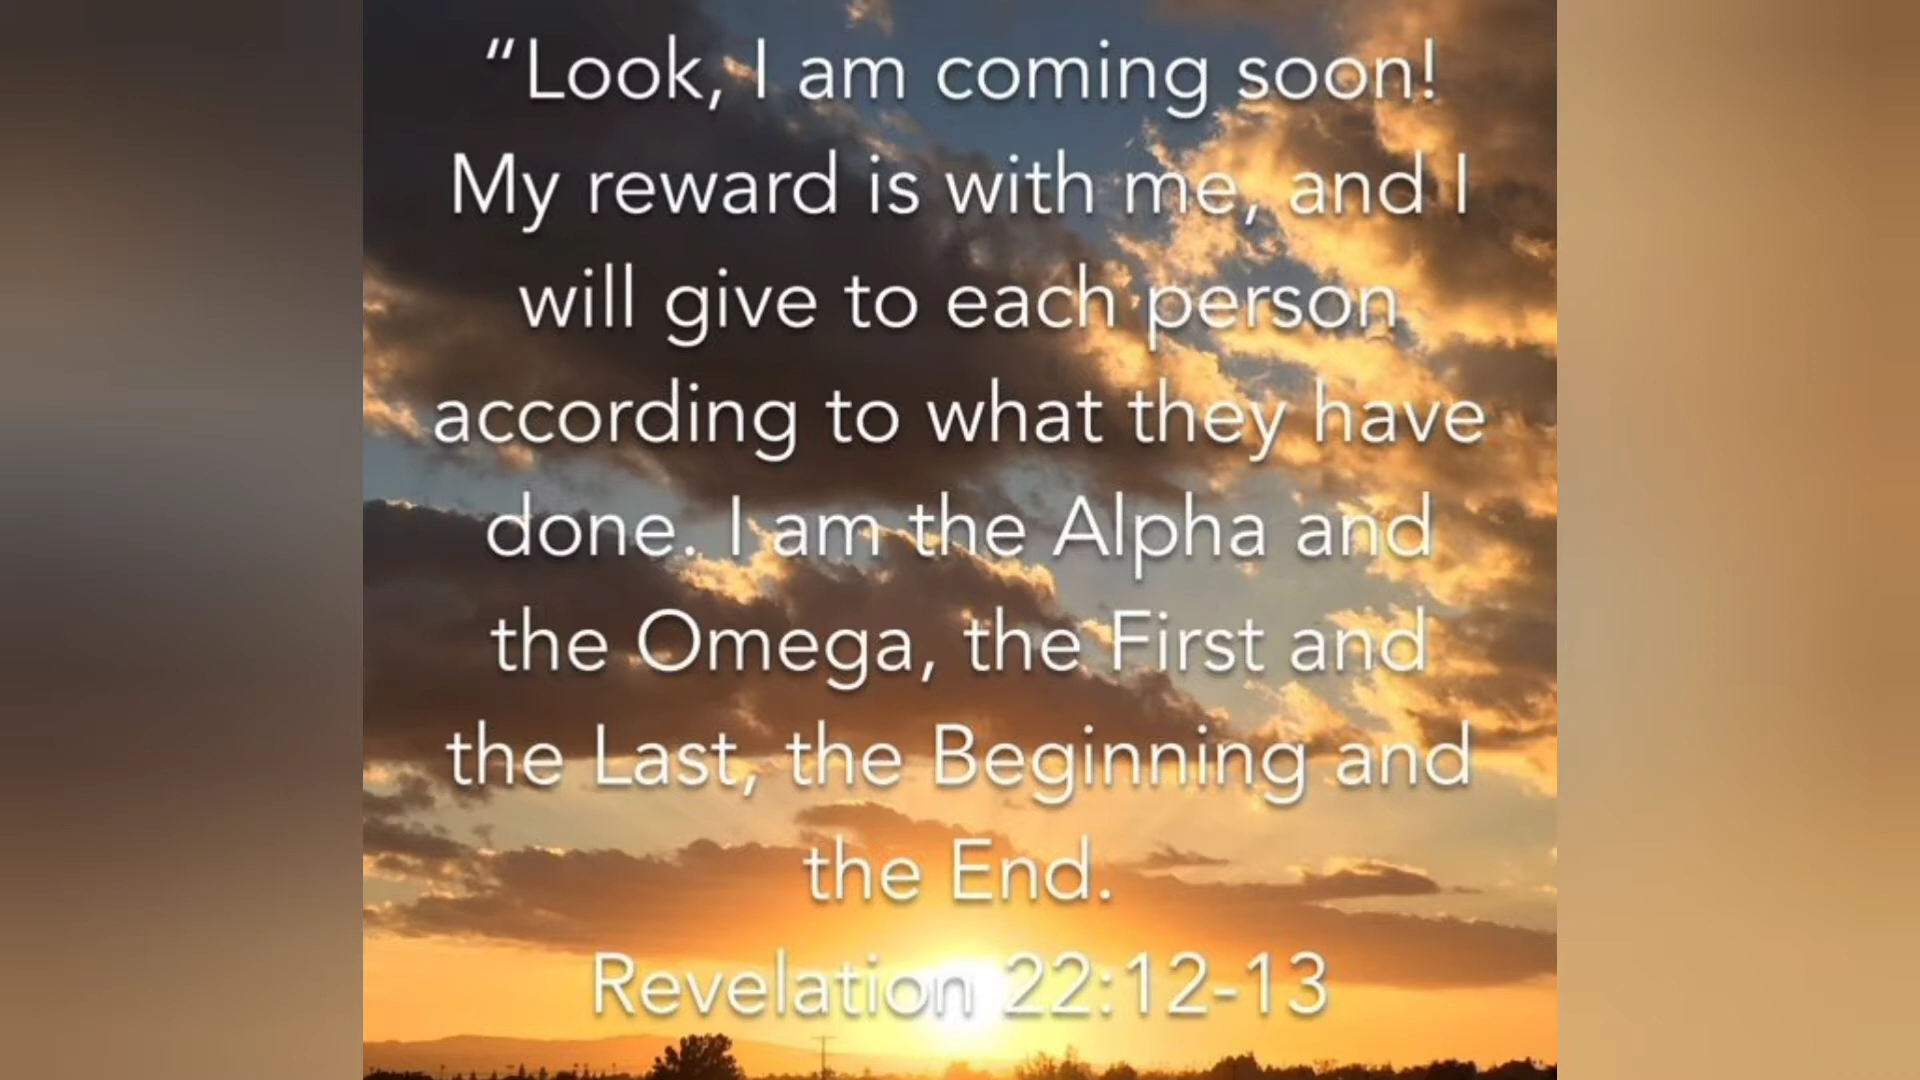 “Look, I am coming soon!
My reward is with me, and I
will give to each person
according to what they have
done. I am the Alpha and
the Omega, the First and
the Last, the Beginning and
the End.
Revelation 22:12-13